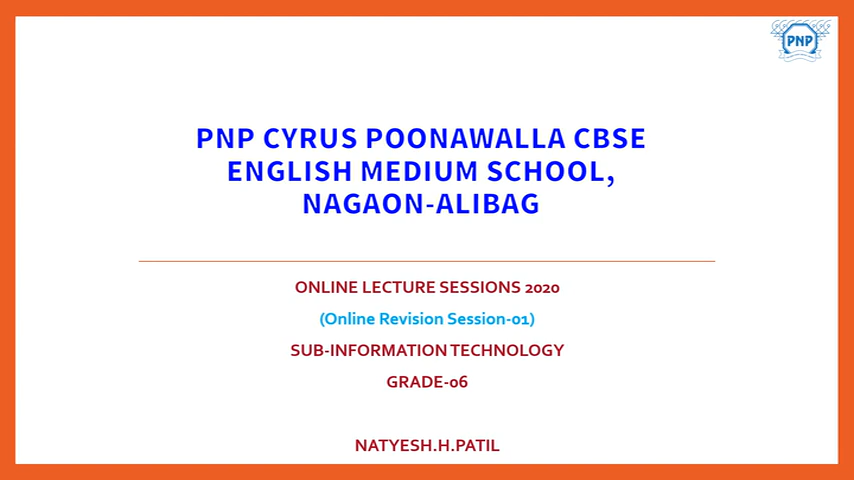 PNP
PNP CYRUS POONAWALLA CBSE
ENGLISH MEDIUM SCHOOL,
NAGAON-ALIBAG
ONLINE LECTURE SESSIONS 2020
(Online Revision Session-01)
SUB-INFORMATION TECHNOLOGY
GRADE-06
NATYESH.H.PATIL